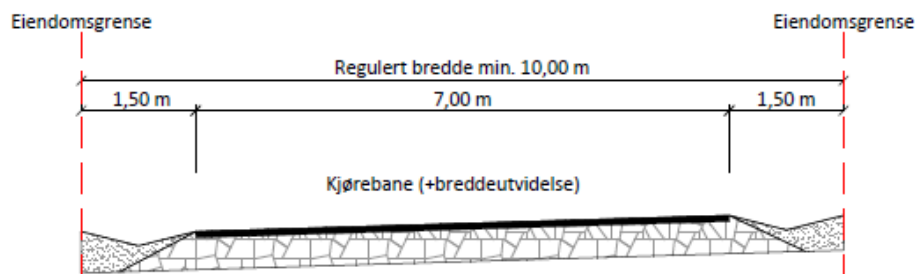 Eiendomsgrense
Eiendomsgrense
Regulert bredde min. 10,00 m
1,50 m
7,00 m
1,50 m
Kjørebane (+breddeutvidelse)